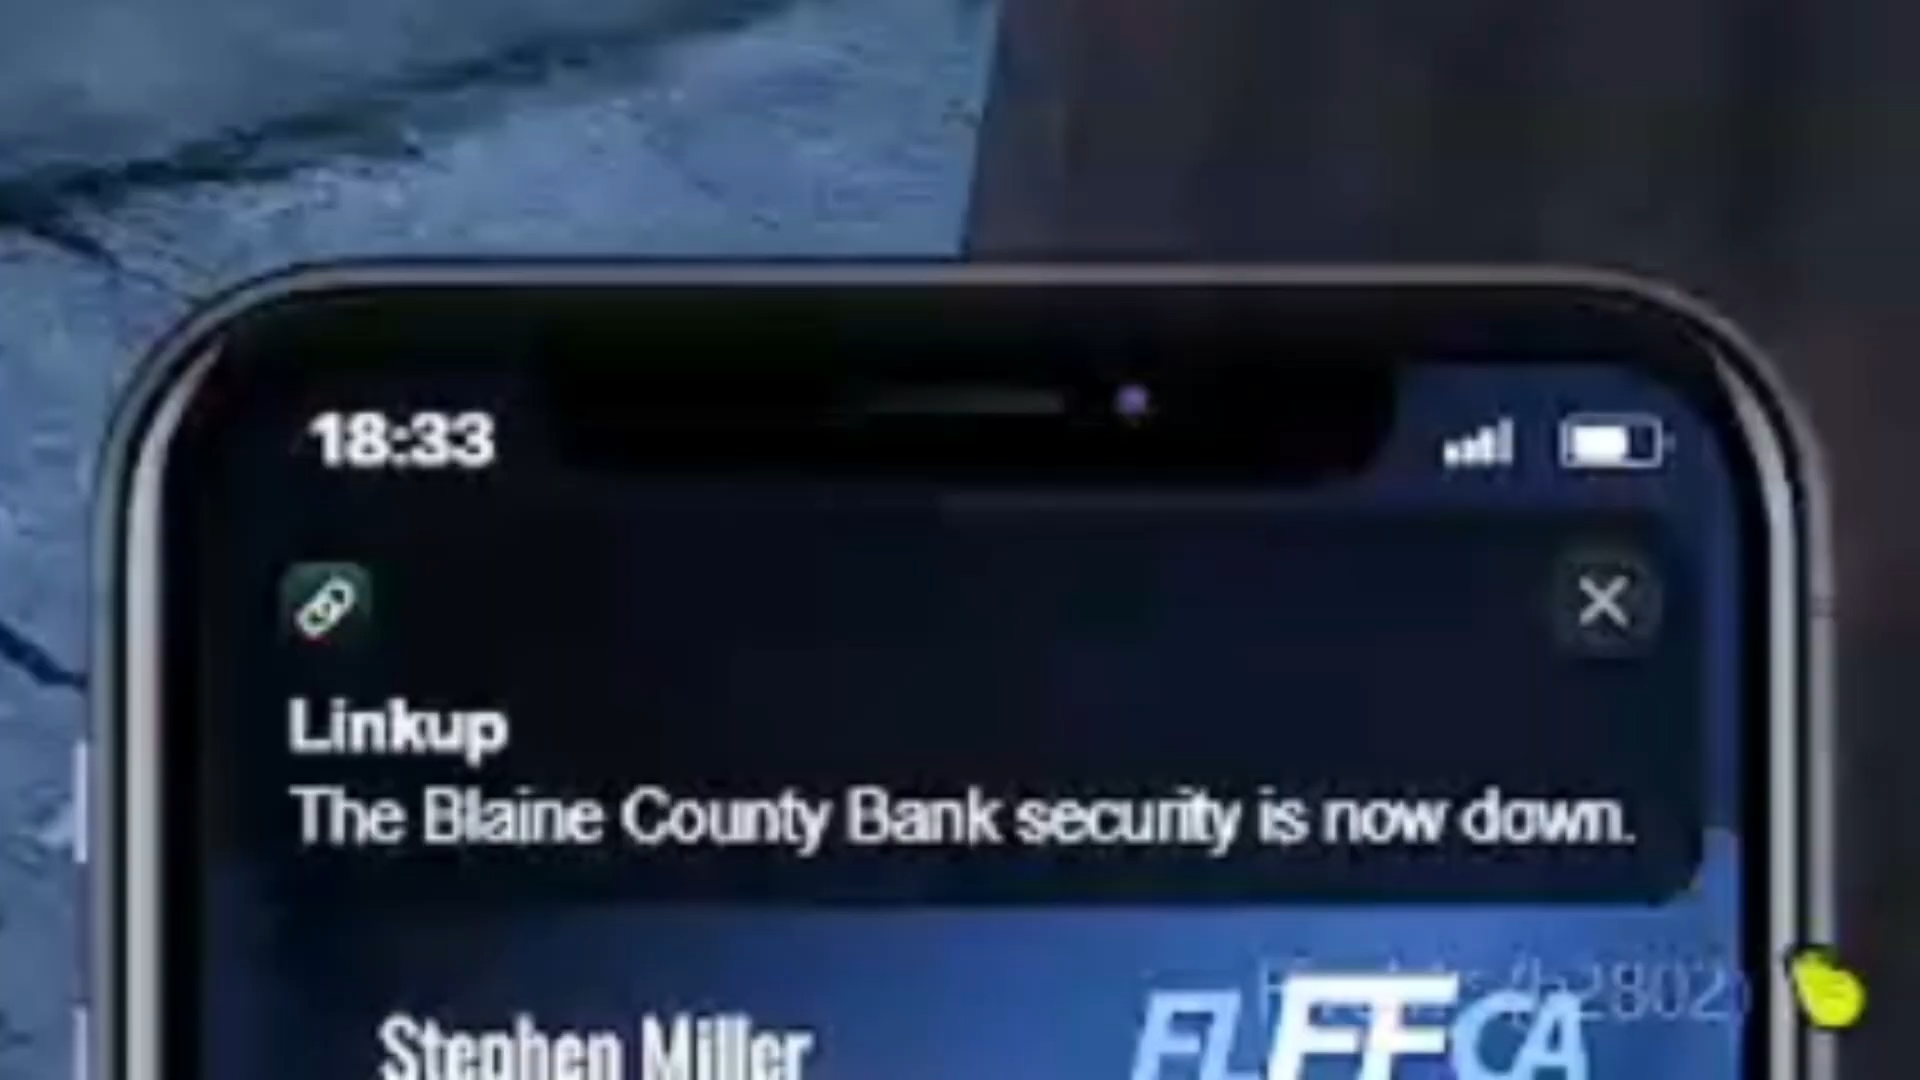 18:33
Linkup
The Blaine County Bank security is now down.
Stephen Miller
FLEECA